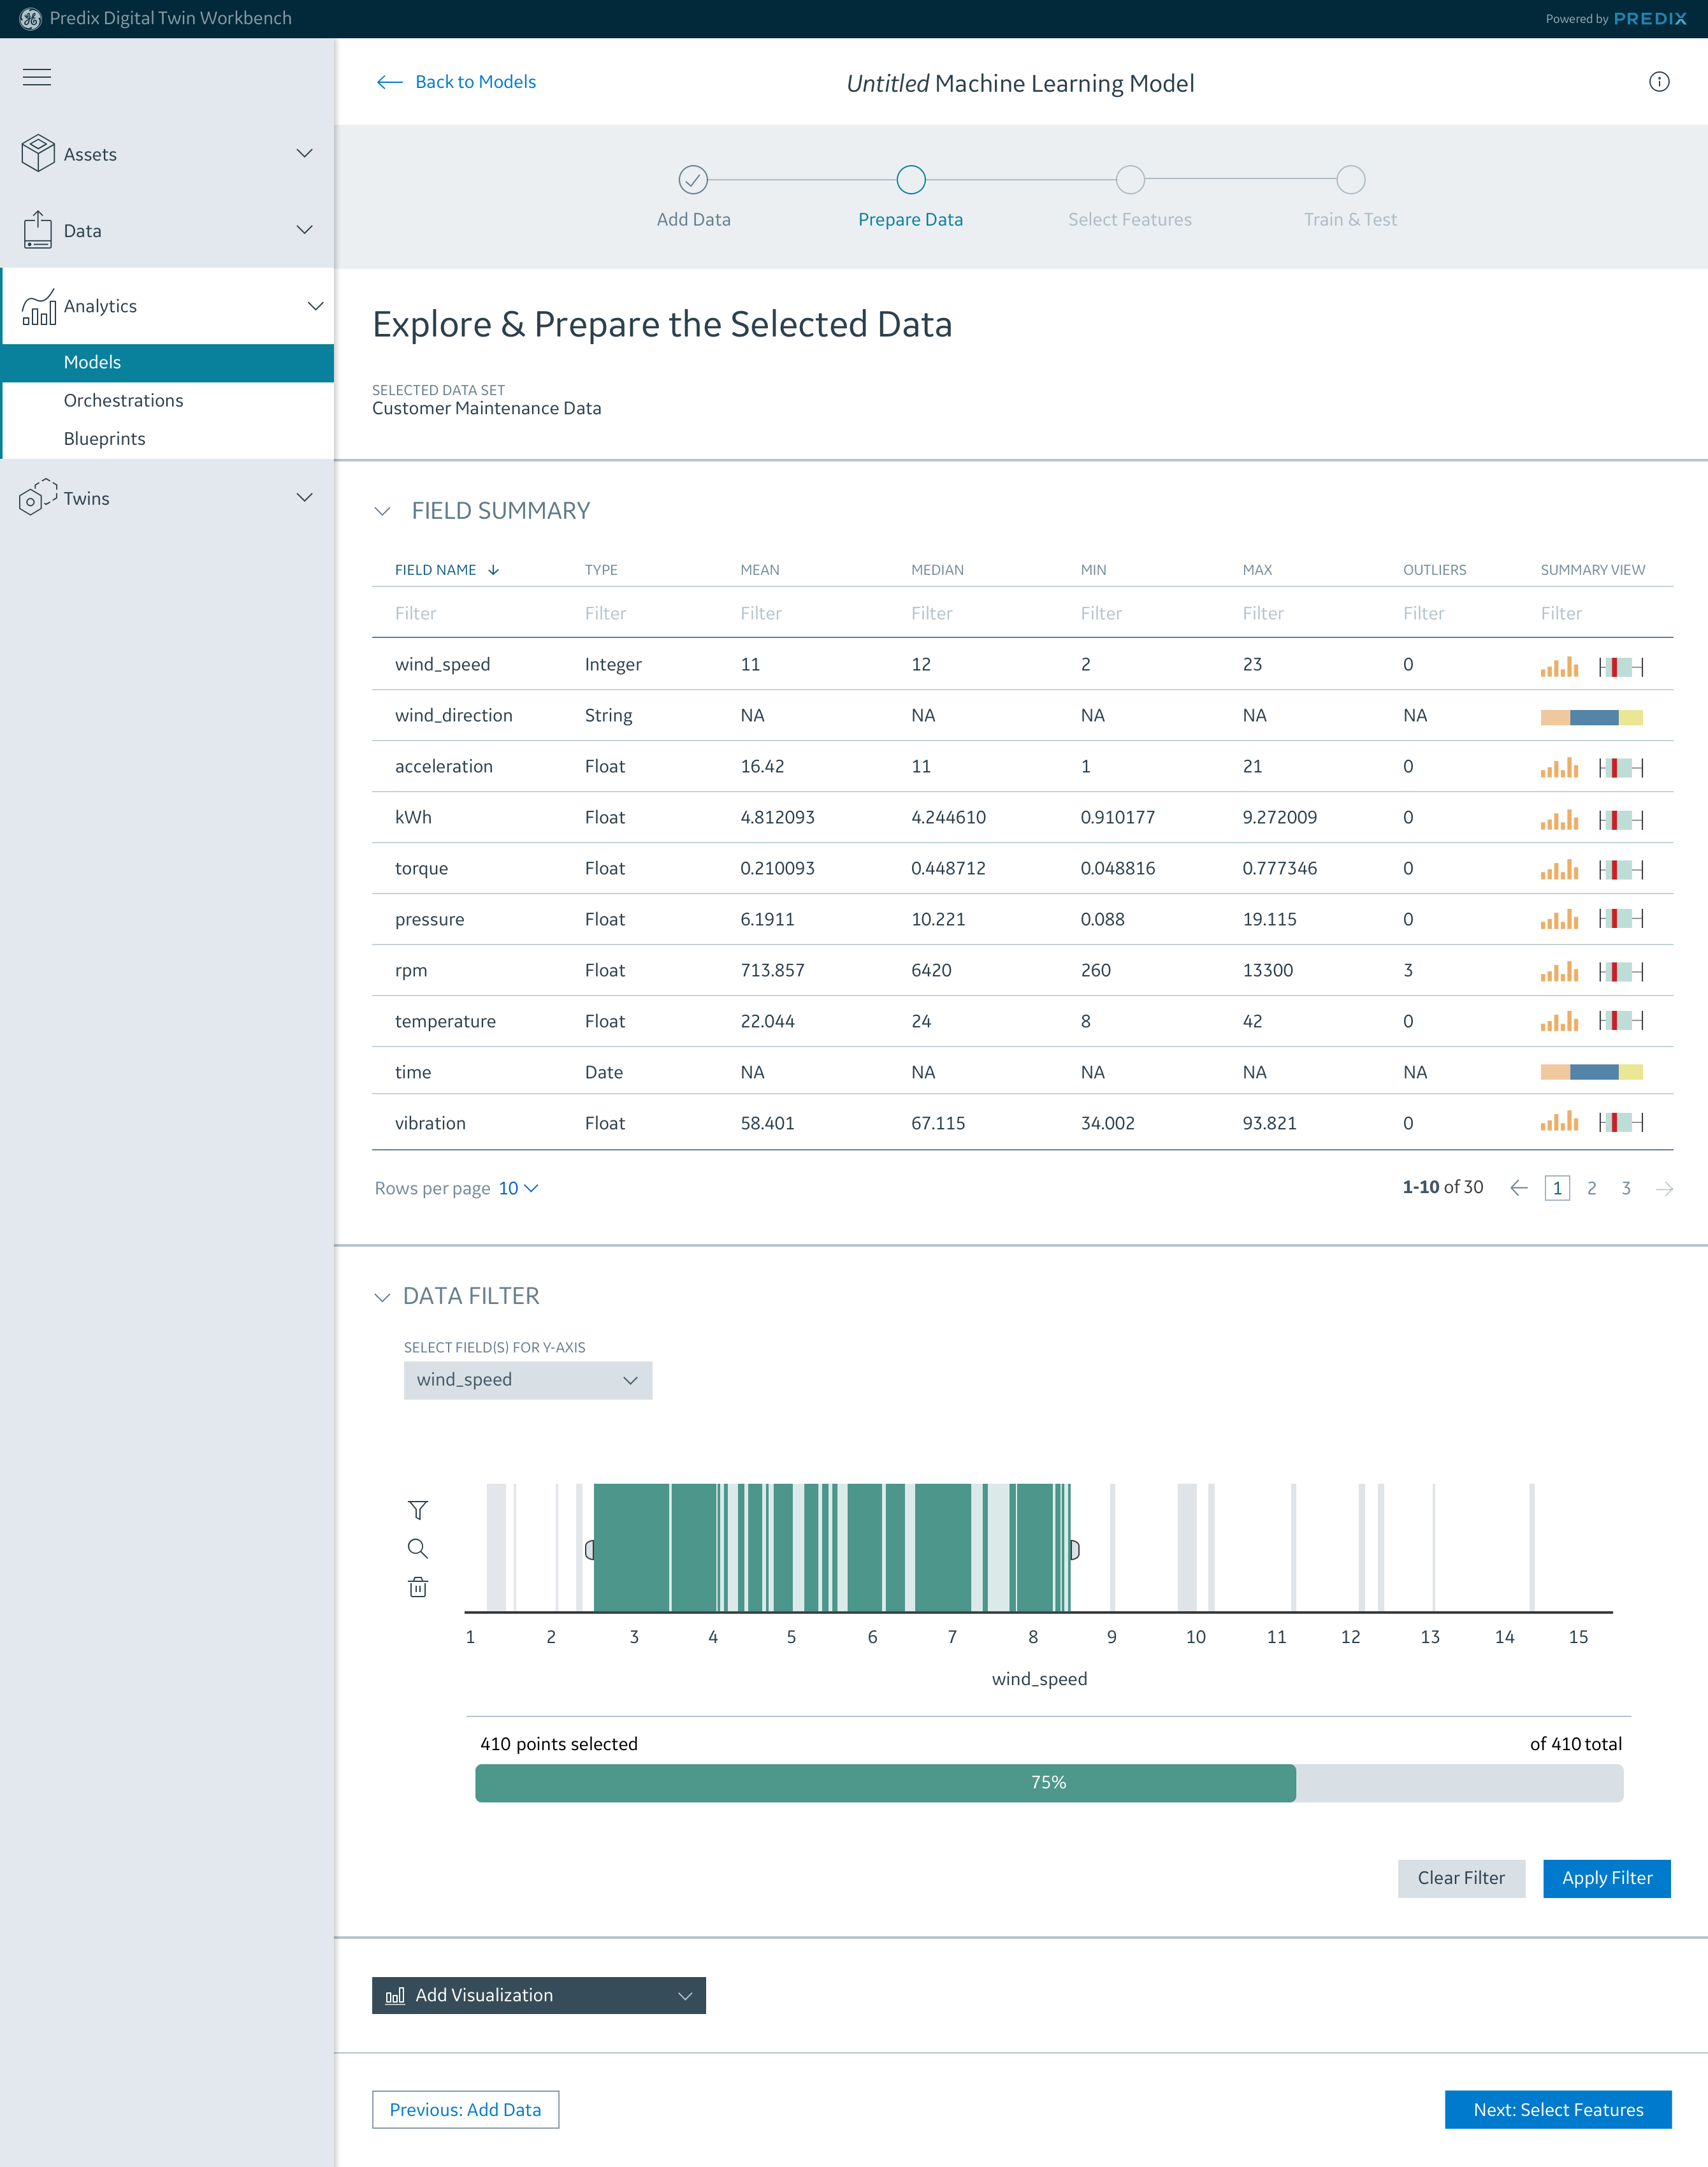 Predix Digital Twin Workbench
Powered by PREDIX
Back to Models
Untitled Machine Learning Model
Assets
Data
Analytics
Models
Orchestrations
Blueprints
Twins
Add Data
Prepare Data
Select Features
Train & Test
Explore & Prepare the Selected Data
SELECTED DATA SET
Customer Maintenance Data
FIELD SUMMARY
FIELD NAME TYPE MEAN MEDIAN MIN MAX OUTLIERS SUMMARY VIEW
Filter Filter Filter Filter Filter Filter Filter Filter
wind_speed Integer 11 12 2 23 0
wind_direction String NA NA NA NA NA
acceleration Float 16.42 11 1 21 0
kWh Float 4.812093 4.244610 0.910177 9.272009 0
torque Float 0.210093 0.448712 0.048816 0.777346 0
pressure Float 6.1911 10.221 0.088 19.115 0
rpm Float 713.857 6420 260 13300 3
temperature Float 22.044 24 8 42 0
time Date NA NA NA NA NA
vibration Float 58.401 67.115 34.002 93.821 0
Rows per page 10
1-10 of 30 1 2 3
DATA FILTER
SELECT FIELD(S) FOR Y-AXIS
wind_speed
1 2 3 4 5 6 7 8 9 10 11 12 13 14 15
wind_speed
410 points selected
of 410 total
75%
Clear Filter
Apply Filter
Add Visualization
Previous: Add Data
Next: Select Features